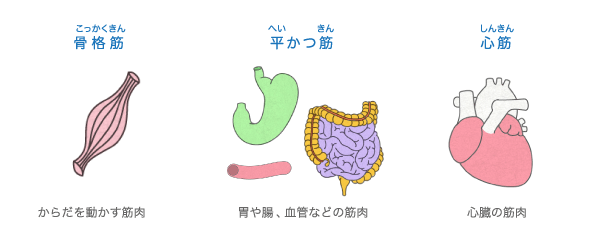 こっかくきん
骨格筋
へい きん
平かつ筋
しんきん
心筋
からだを動かす筋肉
胃や腸、血管などの筋肉
心臓の筋肉